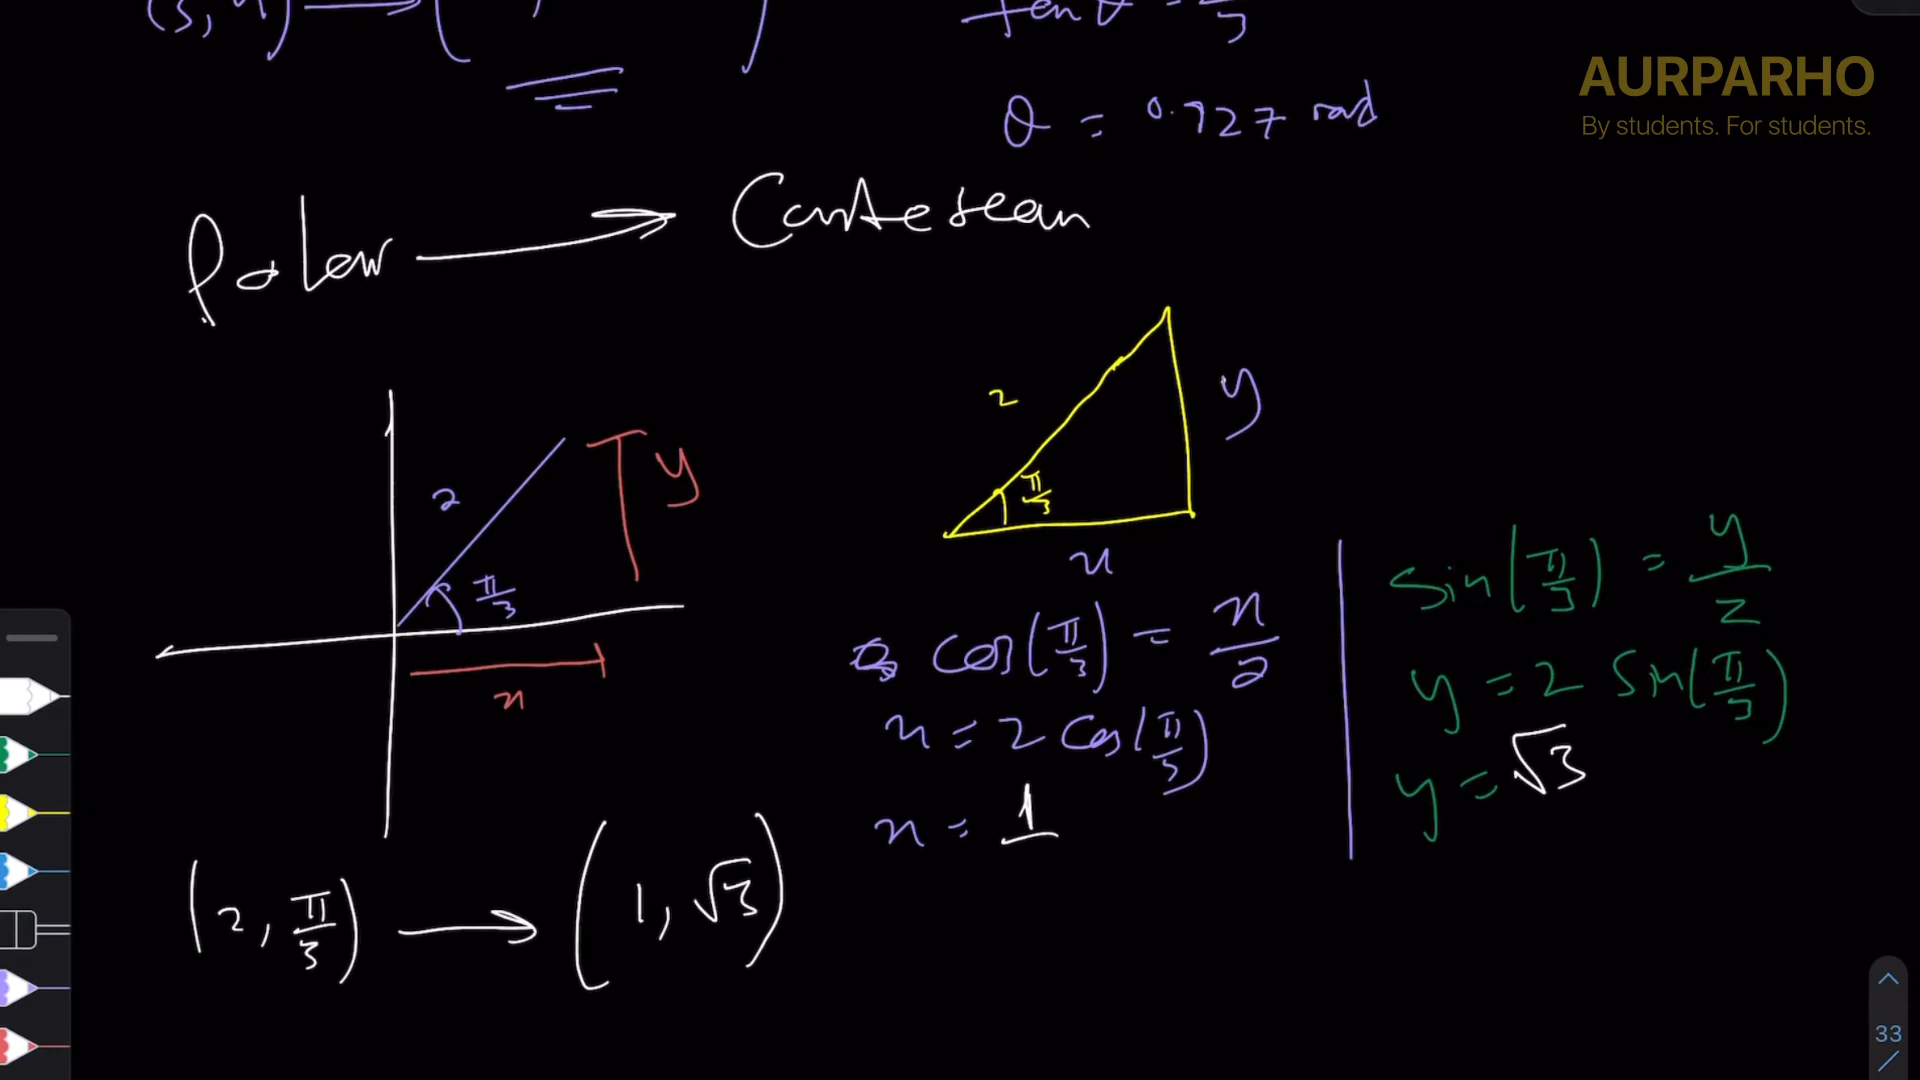 AURPARHO
By students. For students.
θ = 0.927 rad
Polar → Cartesean
2
π/3
y
x
2
π/3
y
x
cos(π/3) = x/2
x = 2 cos(π/3)
x = 1
sin(π/3) = y/2
y = 2 sin(π/3)
y = √3
(2, π/3) → (1, √3)
33